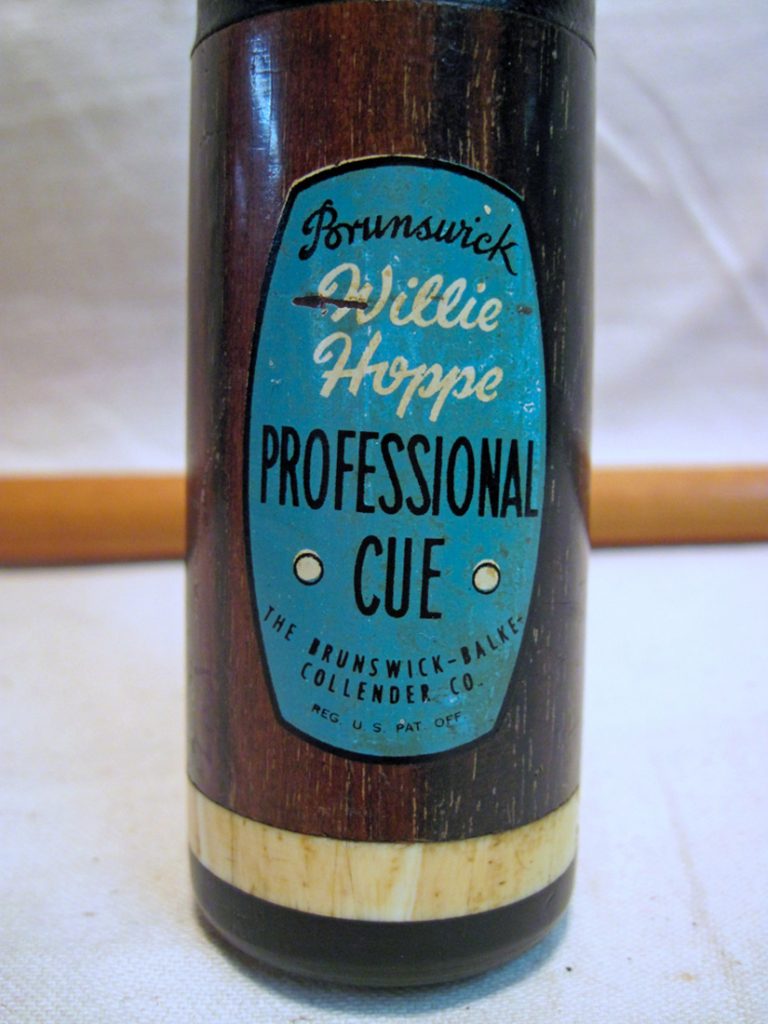 Brunswick
Willie
Hoppe
PROFESSIONAL
CUE
THE BRUNSWICK-BALKE-
COLLENDER CO.
REG. U.S. PAT. OFF.